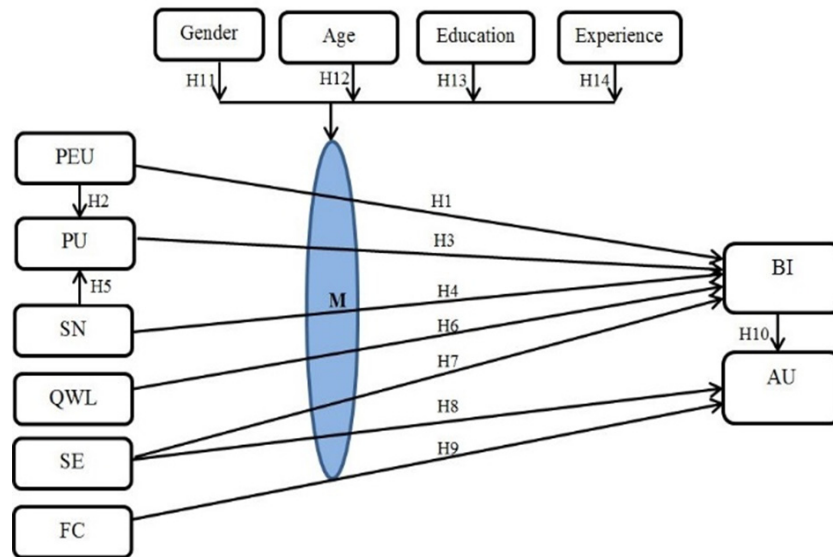 Gender
Age
Education
Experience
H11
H12
H13
H14
PEU
H2
H1
PU
H3
H5
M
H4
BI
SN
H6
H10
H7
QWL
AU
H8
SE
H9
FC